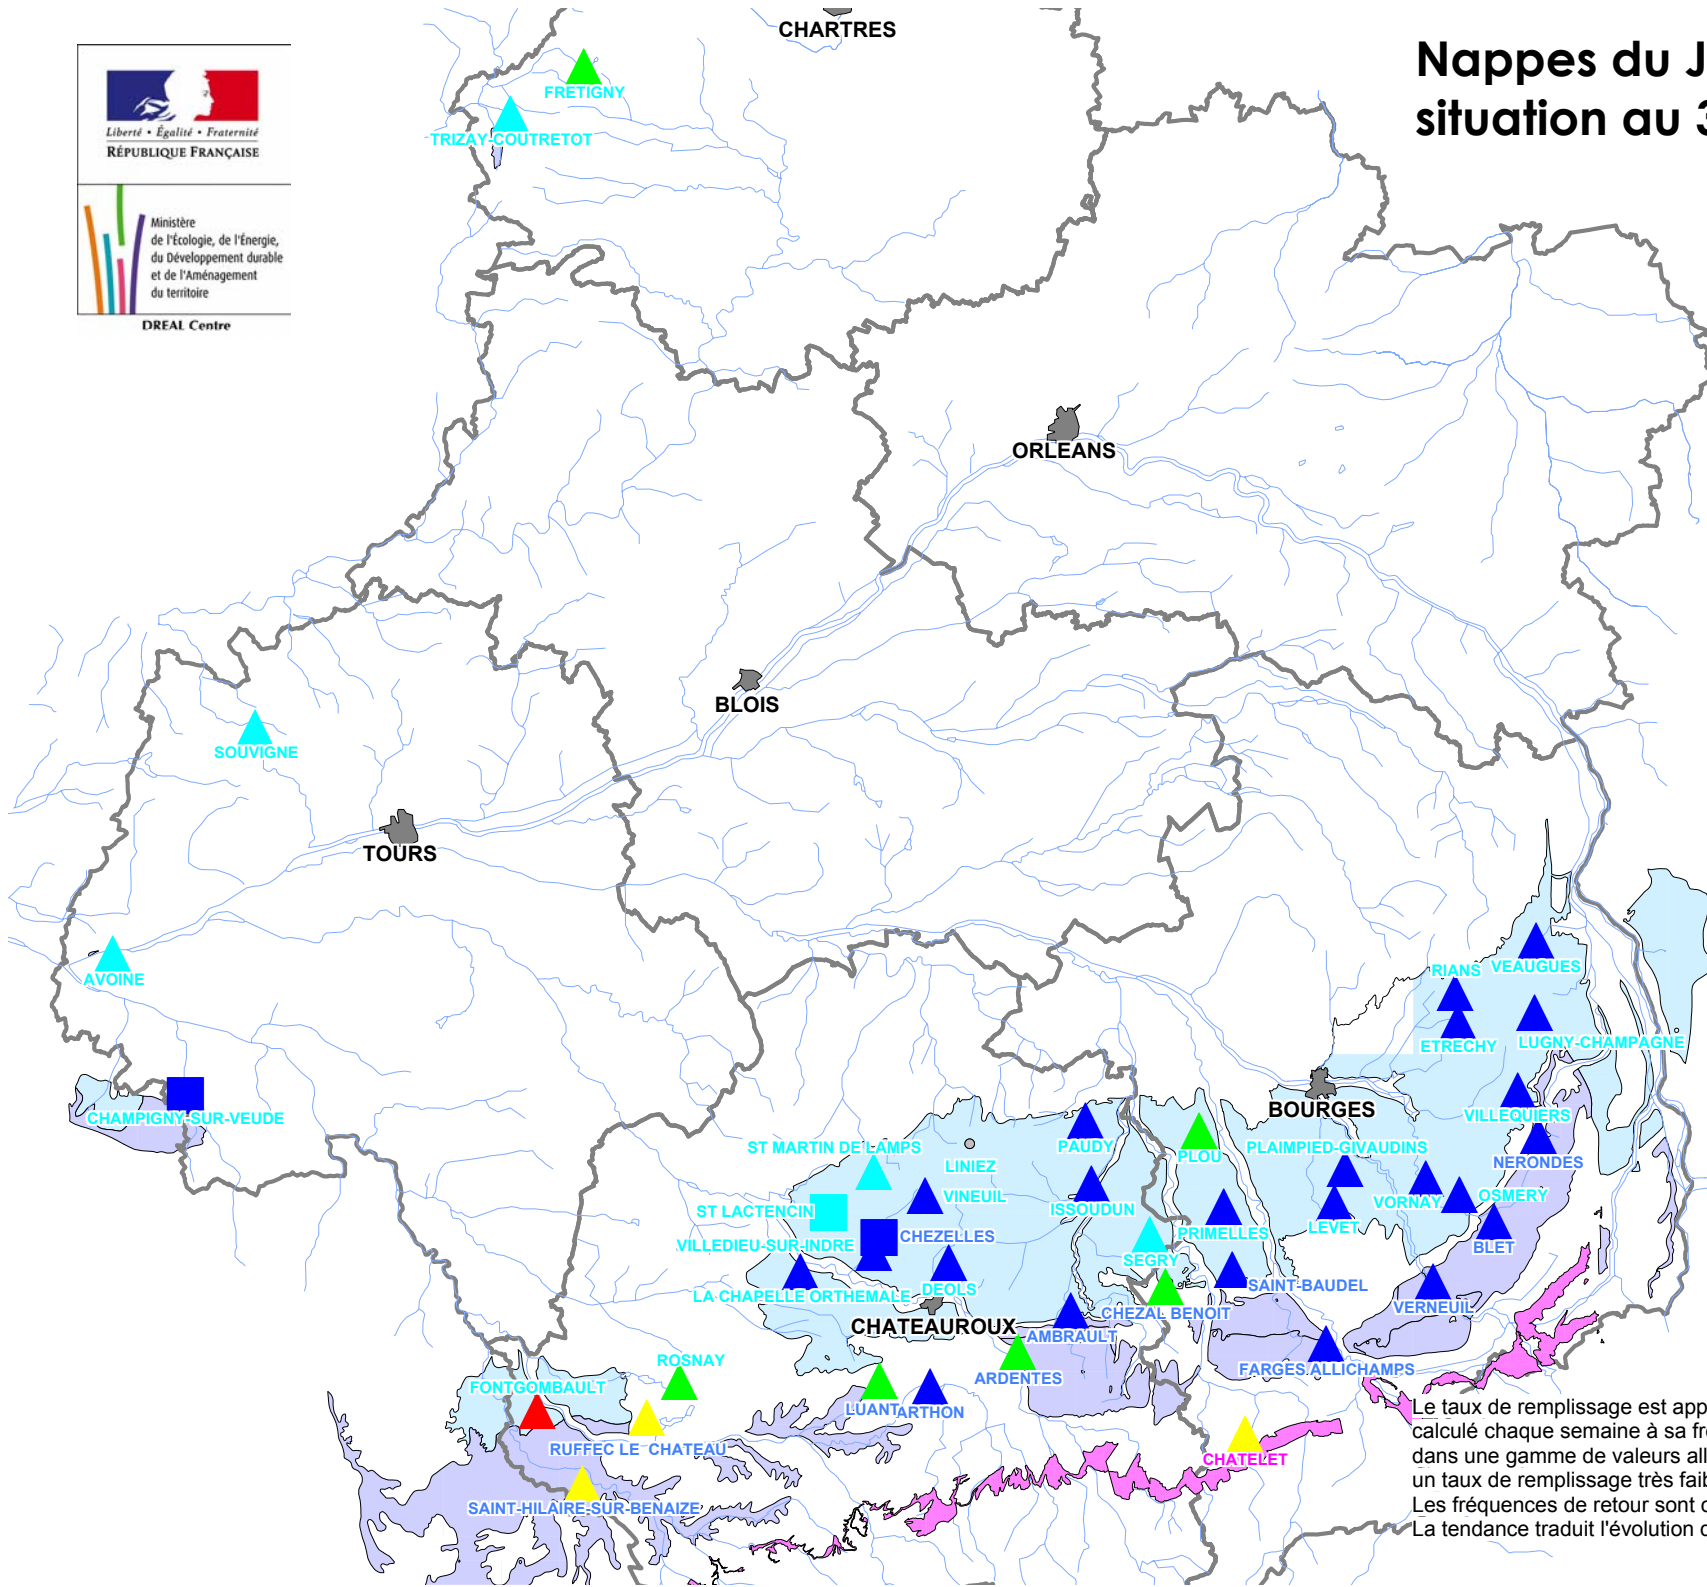 CHARTRES
Nappes du J
situation au 3
Liberté • Égalité • Fraternité
RÉPUBLIQUE FRANÇAISE
Ministère
de l'Écologie, de l'Énergie,
du Développement durable
et de l'Aménagement
du territoire
DREAL Centre
FRETIGNY
TRIZAY-COUTRETOT
ORLEANS
BLOIS
SOUVIGNE
TOURS
AVOINE
RIANS
VEAUGUES
ETRECHY
LUGNY-CHAMPAGNE
CHAMPIGNY-SUR-VEUDE
BOURGES
VILLEQUIERS
ST MARTIN DE LAMPS
PAUDY
PLOU
PLAIMPIED-GIVAUDINS
NERONDES
LINIEZ
VINEUIL
ISSOUDUN
VORNAY
OSMERY
ST LACTENCIN
PRIMELLES
LEVET
VILLEDIEU-SUR-INDRE
CHEZELLES
SEGRY
BLET
LA CHAPELLE ORTHEMALE
DEOLS
SAINT-BAUDEL
CHEZAL BENOIT
VERNEUIL
CHATEAUROUX
AMBRAULT
ROSNAY
ARDENTES
FARGES ALLICHAMPS
FONTGOMBAULT
LUANT
ARTHON
RUFFEC LE CHATEAU
CHATELET
SAINT-HILAIRE-SUR-BENAIZE
Le taux de remplissage est app
calculé chaque semaine à sa fr
dans une gamme de valeurs all
un taux de remplissage très faib
Les fréquences de retour sont c
La tendance traduit l'évolution d